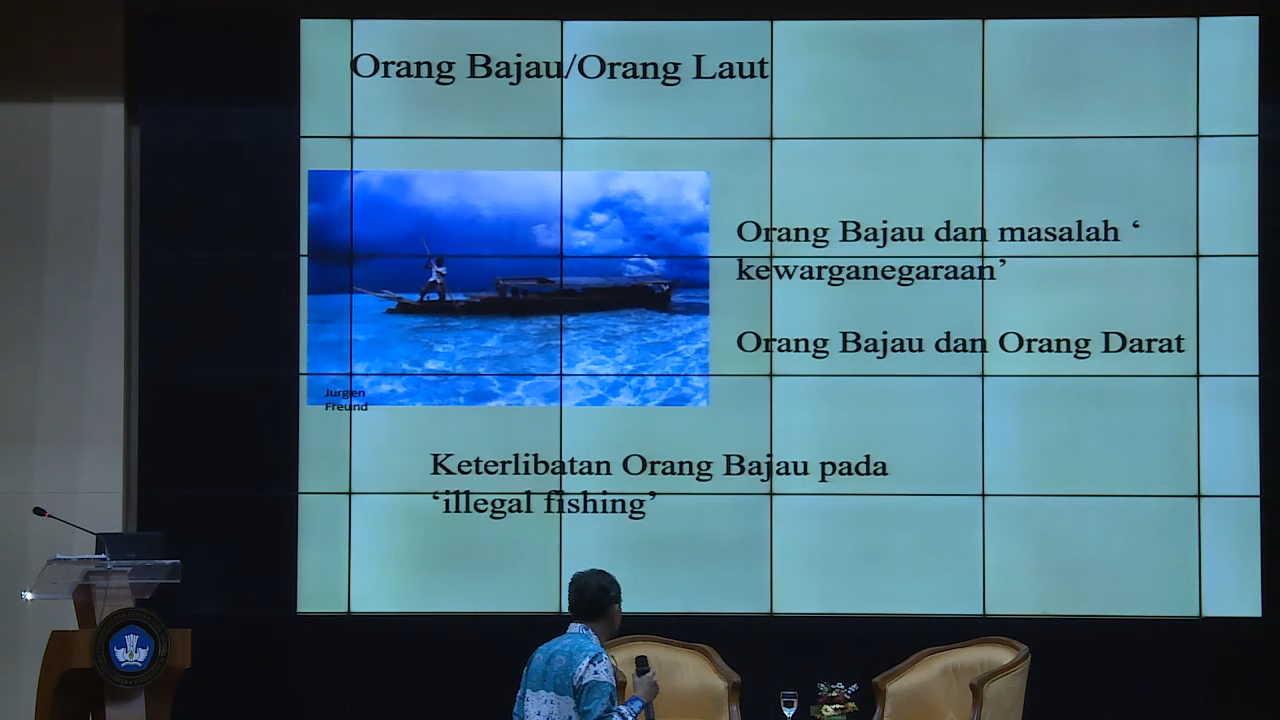 Orang Bajau/Orang Laut
Orang Bajau dan masalah ‘
kewarganegaraan’
Orang Bajau dan Orang Darat
Jurgen
Freund
Keterlibatan Orang Bajau pada
‘illegal fishing’